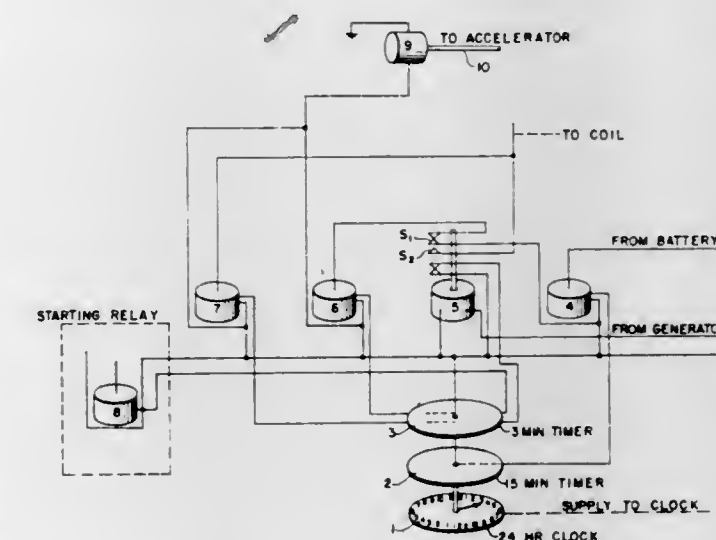 9
TO ACCELERATOR
10
TO COIL
S1
S2
FROM BATTERY
7
6
5
4
STARTING RELAY
FROM GENERATO
8
3
3 MIN TIMER
2
15 MIN TIMER
SUPPLY TO CLOCK
1
24 HR CLOCK